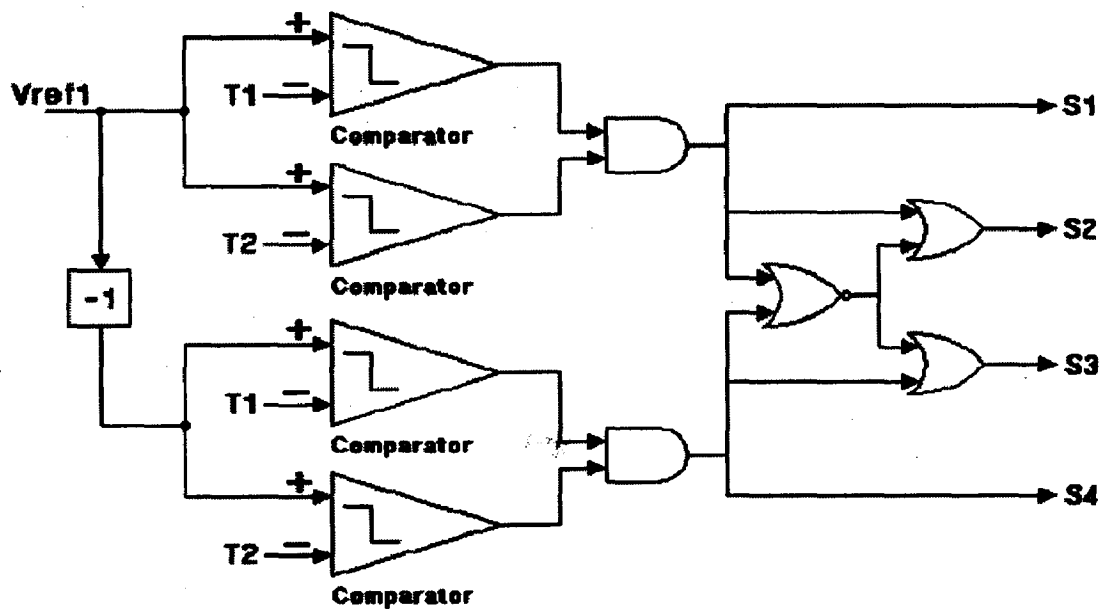 +
T1 −
Vref1
Comparator
+
T2 −
Comparator
-1
+
T1 −
Comparator
+
T2 −
Comparator
S1
S2
S3
S4